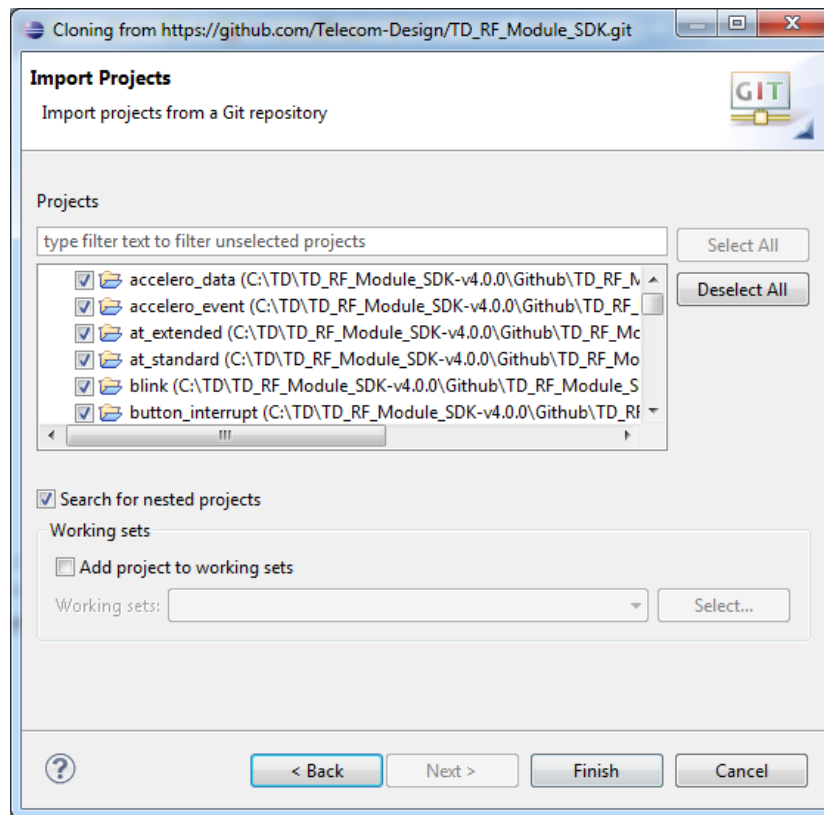 Cloning from https://github.com/Telecom-Design/TD_RF_Module_SDK.git
Import Projects
Import projects from a Git repository
GIT
Projects
type filter text to filter unselected projects
Select All
accelero_data (C:\TD\TD_RF_Module_SDK-v4.0.0\Github\TD_RF_M
Deselect All
accelero_event (C:\TD\TD_RF_Module_SDK-v4.0.0\Github\TD_RF_
at_extended (C:\TD\TD_RF_Module_SDK-v4.0.0\Github\TD_RF_Mc
at_standard (C:\TD\TD_RF_Module_SDK-v4.0.0\Github\TD_RF_Mo
blink (C:\TD\TD_RF_Module_SDK-v4.0.0\Github\TD_RF_Module_S
button_interrupt (C:\TD\TD_RF_Module_SDK-v4.0.0\Github\TD_RF
Search for nested projects
Working sets
Add project to working sets
Working sets:
Select...
?
< Back
Next >
Finish
Cancel